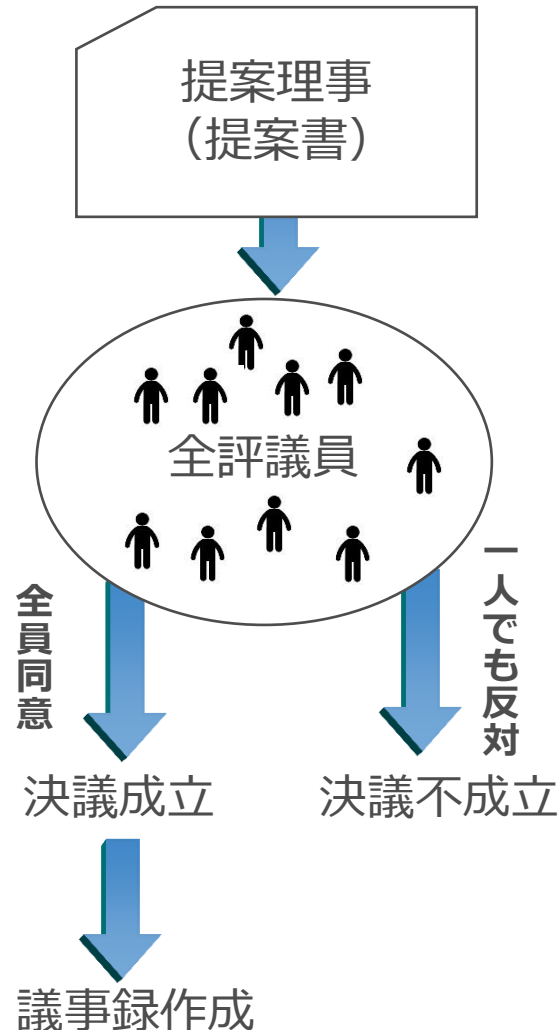 提案理事
（提案書）
全評議員
全員同意
一人でも反対
決議成立
決議不成立
議事録作成